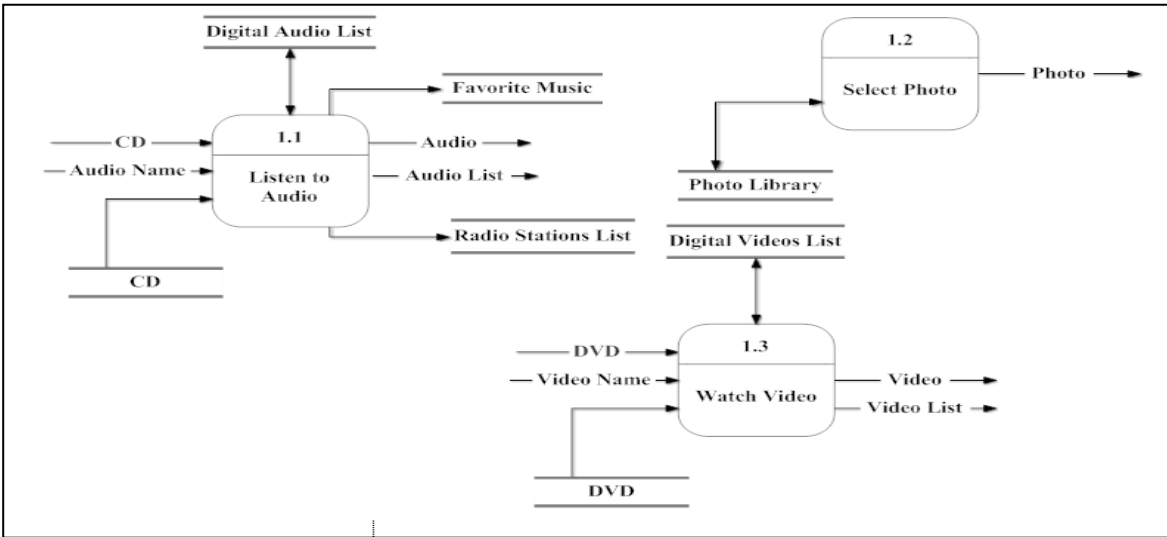 Digital Audio List
Favorite Music
CD
Audio Name
1.1
Listen to
Audio
Audio
Audio List
Radio Stations List
CD
1.2
Select Photo
Photo
Photo Library
Digital Videos List
DVD
Video Name
1.3
Watch Video
Video
Video List
DVD